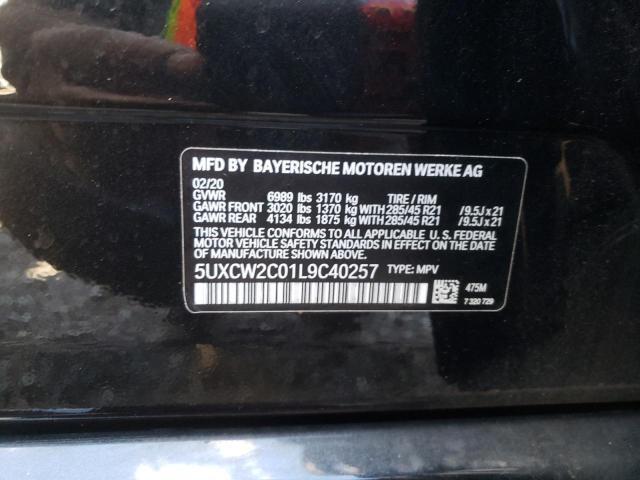 MFD BY BAYERISCHE MOTOREN WERKE AG
02/20
GVWR 6989 lbs 3170 kg TIRE / RIM
GAWR FRONT 3020 lbs 1370 kg WITH 285/45 R21 /9.5J x 21
GAWR REAR 4134 lbs 1875 kg WITH 285/45 R21 /9.5J x 21
THIS VEHICLE CONFORMS TO ALL APPLICABLE U. S. FEDERAL
MOTOR VEHICLE SAFETY STANDARDS IN EFFECT ON THE DATE OF
MANUFACTURE SHOWN ABOVE.
5UXCW2C01L9C40257 TYPE: MPV
475M
7 320 729